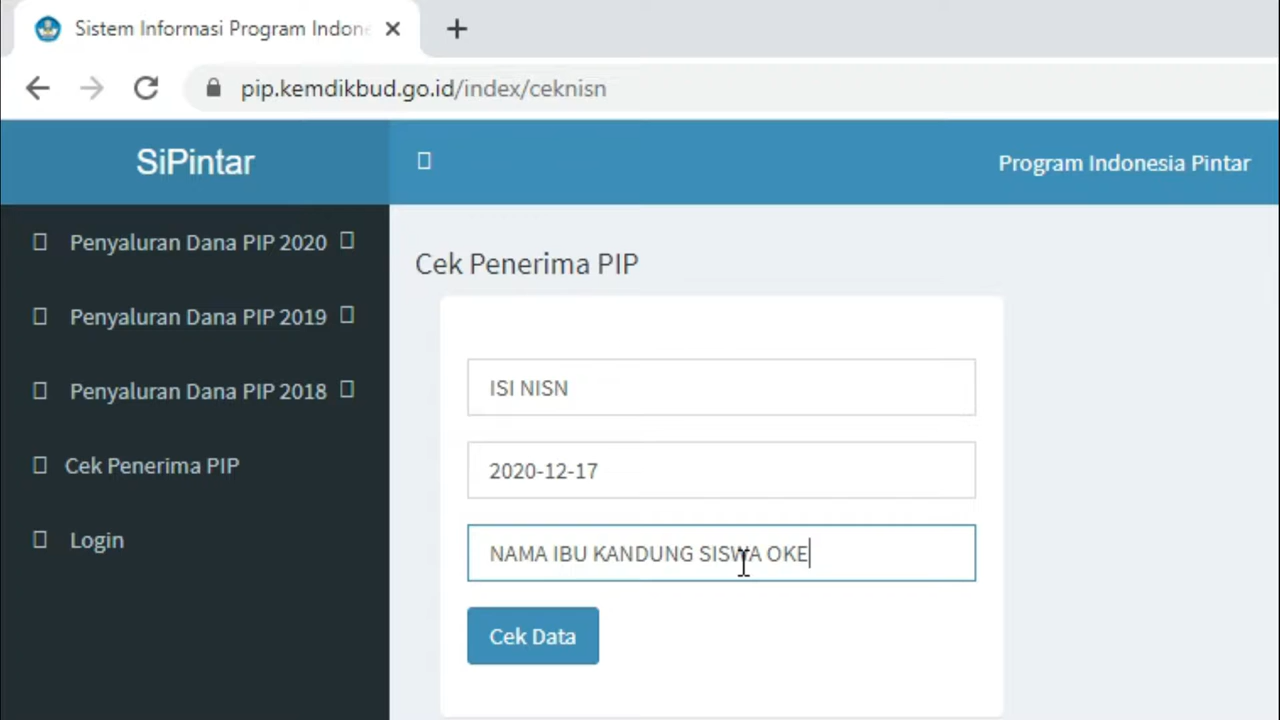 Sistem Informasi Program Indon
pip.kemdikbud.go.id/index/ceknisn
SiPintar
Program Indonesia Pintar
Penyaluran Dana PIP 2020
Penyaluran Dana PIP 2019
Penyaluran Dana PIP 2018
Cek Penerima PIP
Login
Cek Penerima PIP
ISI NISN
2020-12-17
NAMA IBU KANDUNG SISWA OKE
Cek Data